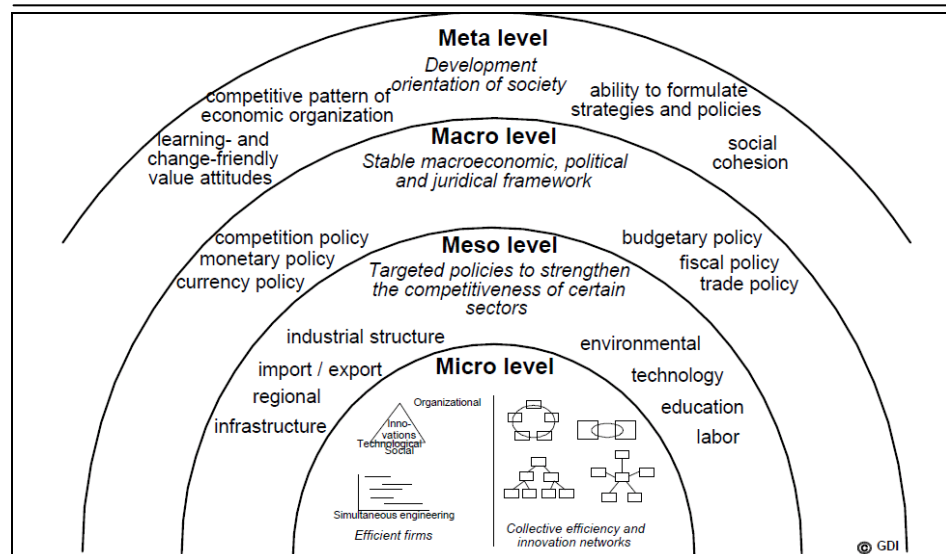 Meta level
Development
orientation of society
competitive pattern of
economic organization
learning- and
change-friendly
value attitudes
ability to formulate
strategies and policies
social
cohesion
Macro level
Stable macroeconomic, political
and juridical framework
competition policy
monetary policy
currency policy
budgetary policy
fiscal policy
trade policy
Meso level
Targeted policies to strengthen
the competitiveness of certain
sectors
industrial structure
import / export
regional
infrastructure
environmental
technology
education
labor
Micro level
Organizational
Inno-
vations
Technological
Social
Simultaneous engineering
Efficient firms
Collective efficiency and
innovation networks
© GDI